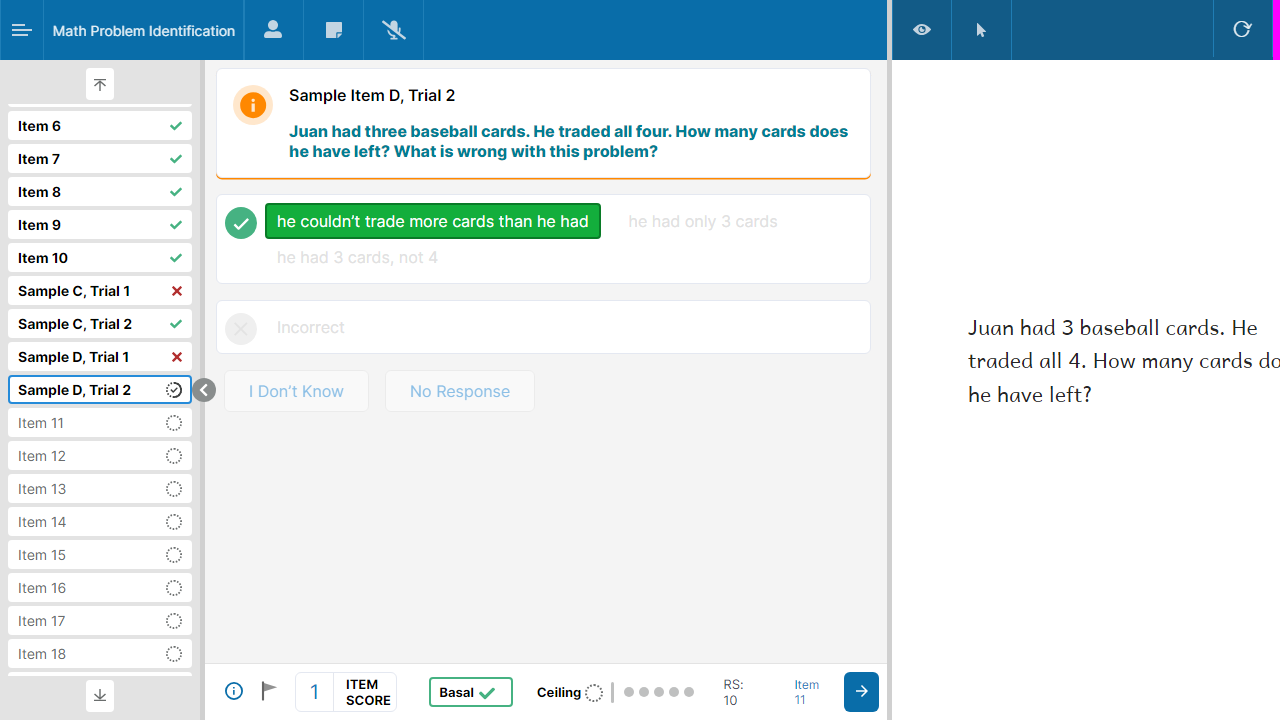 Math Problem Identification
Item 6
Item 7
Item 8
Item 9
Item 10
Sample C, Trial 1
Sample C, Trial 2
Sample D, Trial 1
Sample D, Trial 2
Item 11
Item 12
Item 13
Item 14
Item 15
Item 16
Item 17
Item 18
Sample Item D, Trial 2
Juan had three baseball cards. He traded all four. How many cards does
he have left? What is wrong with this problem?
he couldn't trade more cards than he had
he had only 3 cards
he had 3 cards, not 4
Incorrect
I Don't Know
No Response
1
ITEM
SCORE
Basal
Ceiling
RS:
10
Item
11
Juan had 3 baseball cards. He
traded all 4. How many cards do
he have left?